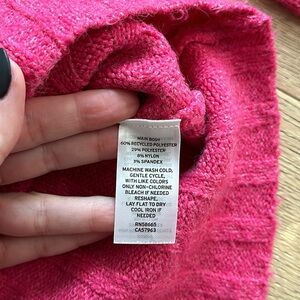 MAIN BODY
60% RECYCLED POLYESTER
29% POLYESTER
8% NYLON
3% SPANDEX
MACHINE WASH COLD,
GENTLE CYCLE,
WITH LIKE COLORS
ONLY NON-CHLORINE
BLEACH IF NEEDED
RESHAPE,
LAY FLAT TO DRY
COOL IRON IF
NEEDED
RN58665
CA57963